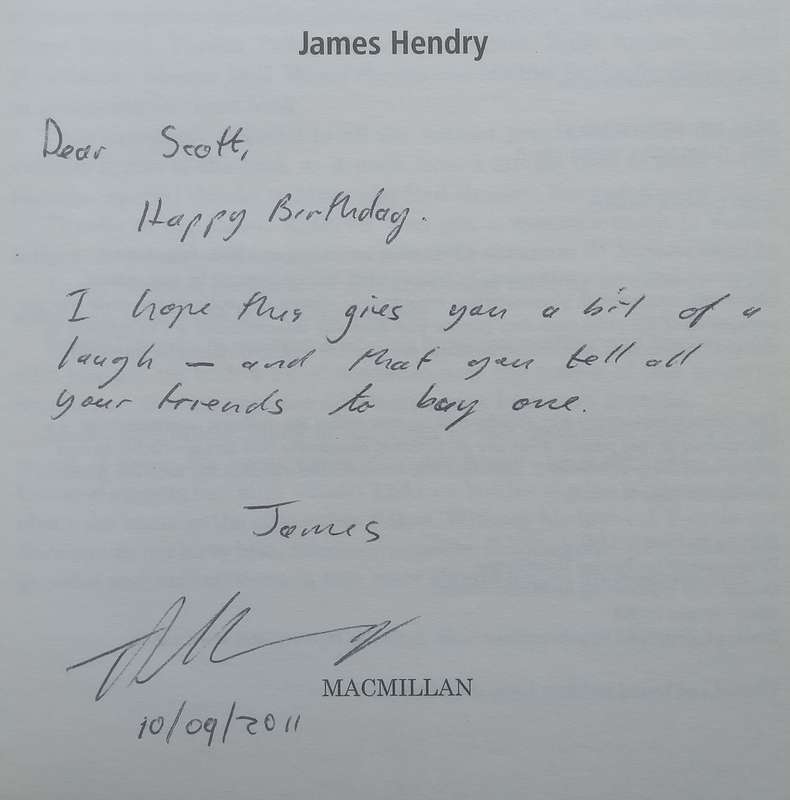 James Hendry
Dear Scott,
Happy Birthday.
I hope this gives you a bit of a
laugh – and that you tell all
your friends to buy one.
James
MACMILLAN
10/09/2011